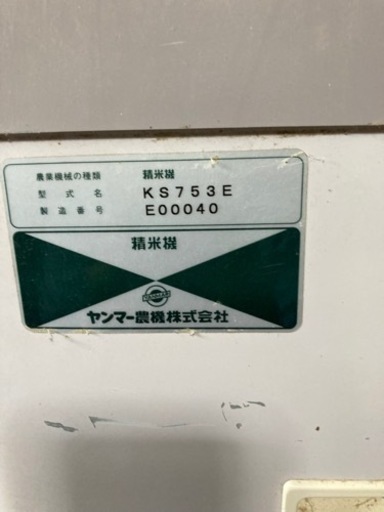 農業機械の種類 精米機
型式名 KS753E
製造番号 E00040
精米機
ヤンマー農機株式会社